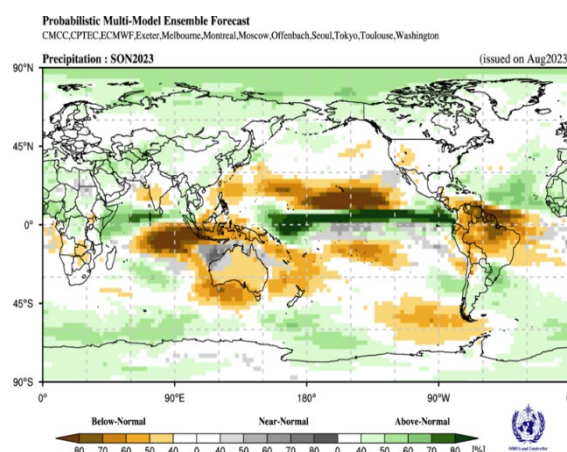 Probabilistic Multi-Model Ensemble Forecast
CMCC,CPTEC,ECMWF,Exeter,Melbourne,Montreal,Moscow,Offenbach,Seoul,Tokyo,Toulouse,Washington
Precipitation : SON2023 (issued on Aug2023)
90°N
45°N
0°
45°S
90°S
0° 90°E 180° 90°W
Below-Normal Near-Normal Above-Normal
80 70 60 50 40 0 40 50 60 70 80 0 40 50 60 70 80 [%]